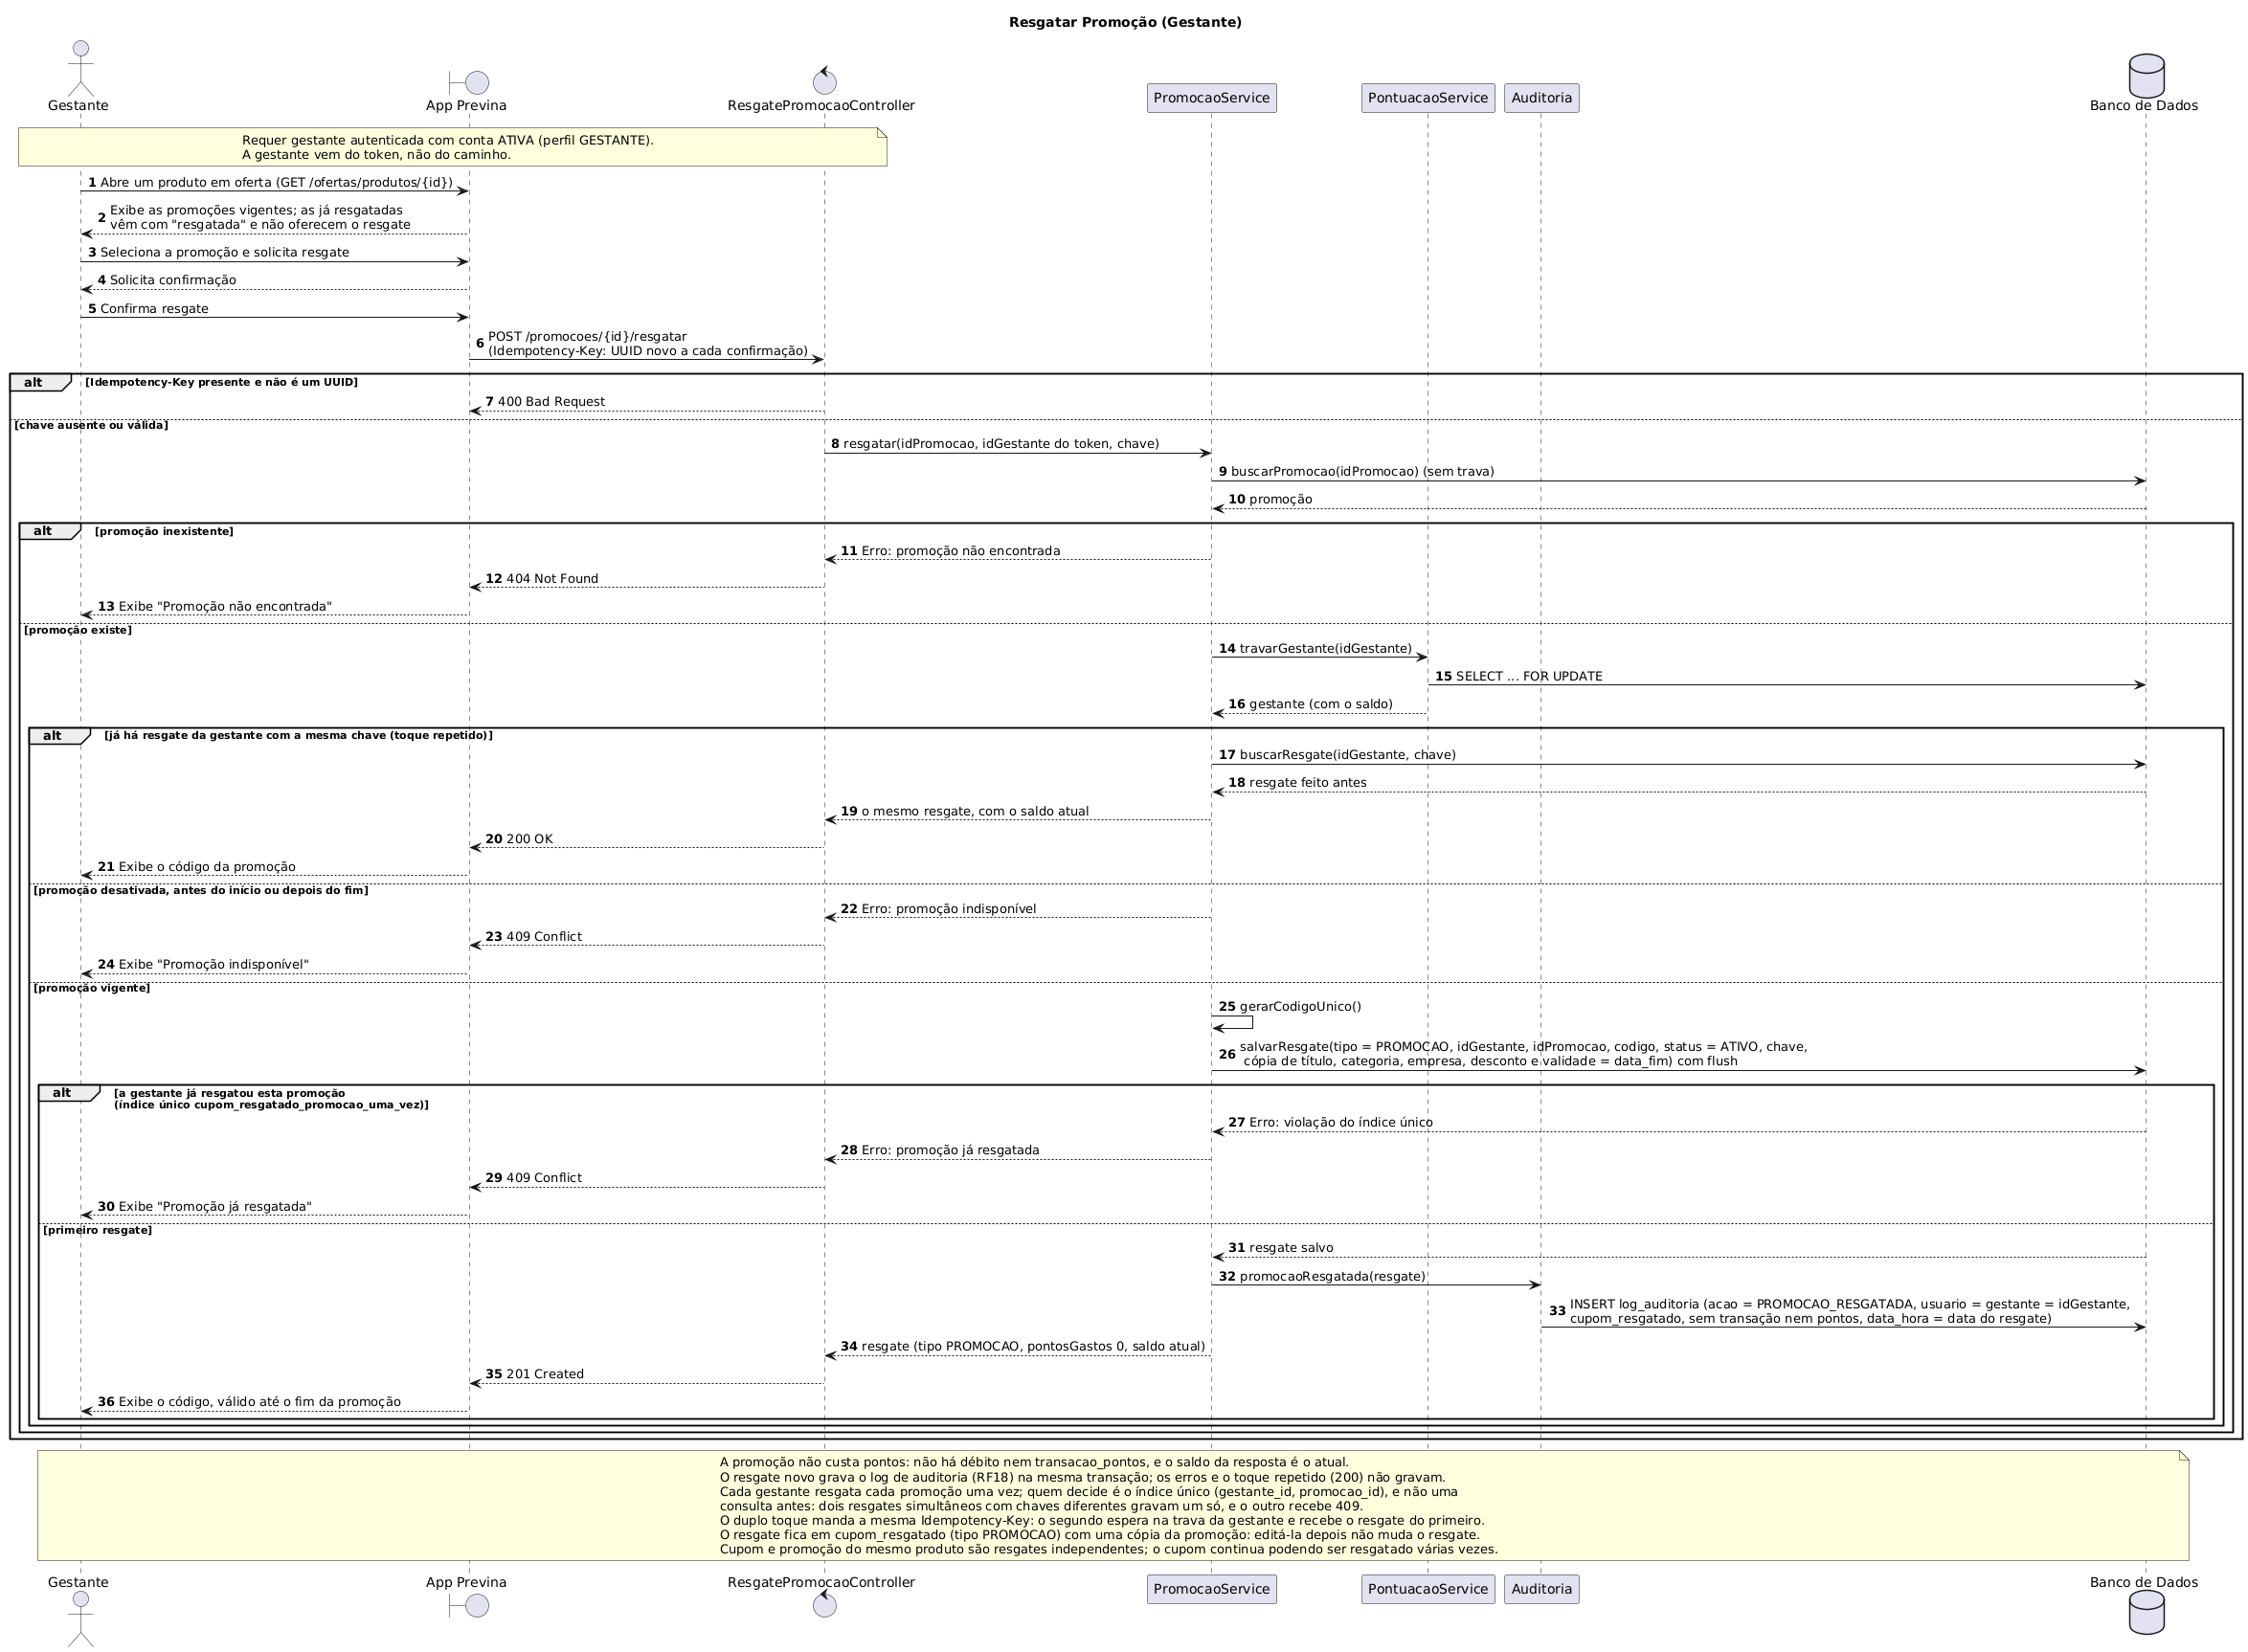 Resgatar Promoção (Gestante)
Gestante
App Previna
ResgatePromocaoController
PromocaoService
PontuacaoService
Auditoria
Banco de Dados
Requer gestante autenticada com conta ATIVA (perfil GESTANTE).
A gestante vem do token, não do caminho.
1 Abre um produto em oferta (GET /ofertas/produtos/{id})
2 Exibe as promoções vigentes; as já resgatadas
vêm com "resgatada" e não oferecem o resgate
3 Seleciona a promoção e solicita resgate
4 Solicita confirmação
5 Confirma resgate
6 POST /promocoes/{id}/resgatar
(Idempotency-Key: UUID novo a cada confirmação)
alt [Idempotency-Key presente e não é um UUID]
7 400 Bad Request
[chave ausente ou válida]
8 resgatar(idPromocao, idGestante do token, chave)
9 buscarPromocao(idPromocao) (sem trava)
10 promoção
alt [promoção inexistente]
11 Erro: promoção não encontrada
12 404 Not Found
13 Exibe "Promoção não encontrada"
[promoção existe]
14 travarGestante(idGestante)
15 SELECT ... FOR UPDATE
16 gestante (com o saldo)
alt [já há resgate da gestante com a mesma chave (toque repetido)]
17 buscarResgate(idGestante, chave)
18 resgate feito antes
19 o mesmo resgate, com o saldo atual
20 200 OK
21 Exibe o código da promoção
[promoção desativada, antes do início ou depois do fim]
22 Erro: promoção indisponível
23 409 Conflict
24 Exibe "Promoção indisponível"
[promoção vigente]
25 gerarCodigoUnico()
26 salvarResgate(tipo = PROMOCAO, idGestante, idPromocao, codigo, status = ATIVO, chave,
cópia de título, categoria, empresa, desconto e validade = data_fim) com flush
alt [a gestante já resgatou esta promoção
(índice único cupom_resgatado_promocao_uma_vez)]
27 Erro: violação do índice único
28 Erro: promoção já resgatada
29 409 Conflict
30 Exibe "Promoção já resgatada"
[primeiro resgate]
31 resgate salvo
32 promocaoResgatada(resgate)
33 INSERT log_auditoria (acao = PROMOCAO_RESGATADA, usuario = gestante = idGestante,
cupom_resgatado, sem transação nem pontos, data_hora = data do resgate)
34 resgate (tipo PROMOCAO, pontosGastos 0, saldo atual)
35 201 Created
36 Exibe o código, válido até o fim da promoção
A promoção não custa pontos: não há débito nem transacao_pontos, e o saldo da resposta é o atual.
O resgate novo grava o log de auditoria (RF18) na mesma transação; os erros e o toque repetido (200) não gravam.
Cada gestante resgata cada promoção uma vez; quem decide é o índice único (gestante_id, promocao_id), e não uma
consulta antes: dois resgates simultâneos com chaves diferentes gravam um só, e o outro recebe 409.
O duplo toque manda a mesma Idempotency-Key: o segundo espera na trava da gestante e recebe o resgate do primeiro.
O resgate fica em cupom_resgatado (tipo PROMOCAO) com uma cópia da promoção: editá-la depois não muda o resgate.
Cupom e promoção do mesmo produto são resgates independentes; o cupom continua podendo ser resgatado várias vezes.
Gestante
App Previna
ResgatePromocaoController
PromocaoService
PontuacaoService
Auditoria
Banco de Dados